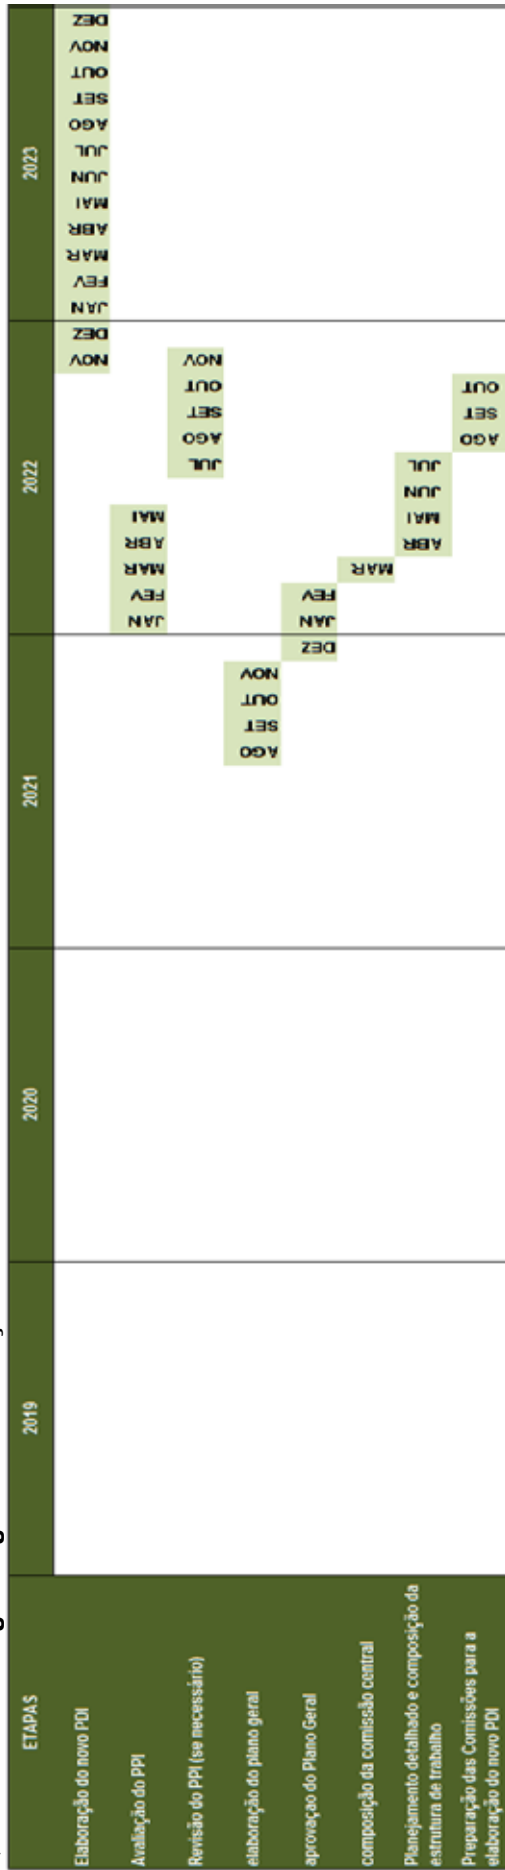 ETAPAS 2019 2020 2021 2022 2023
Elaboração do novo PDI NOV DEZ JAN FEV MAR ABR MAI JUN JUL AGO SET OUT NOV DEZ
Avaliação do PPI JAN FEV MAR ABR MAI
Revisão do PPI (se necessário) JUL AGO SET OUT NOV
elaboração do plano geral AGO SET OUT NOV
aprovação do Plano Geral DEZ JAN FEV
composição da comissão central MAR
Planejamento detalhado e composição da
estrutura de trabalho ABR MAI JUN JUL
Preparação das Comissões para a
elaboração do novo PDI AGO SET OUT